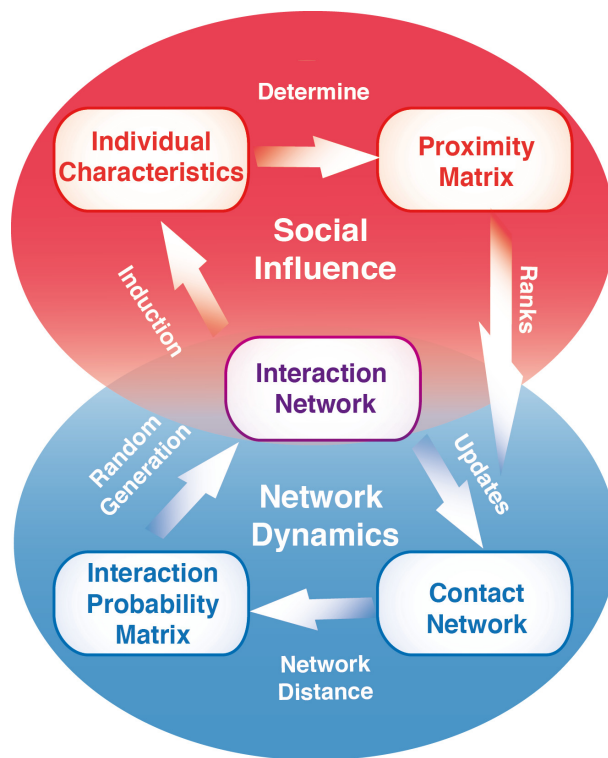 Determine
Individual
Characteristics
Proximity
Matrix
Social
Influence
Induction
Ranks
Interaction
Network
Random
Generation
Updates
Network
Dynamics
Interaction
Probability
Matrix
Contact
Network
Network
Distance